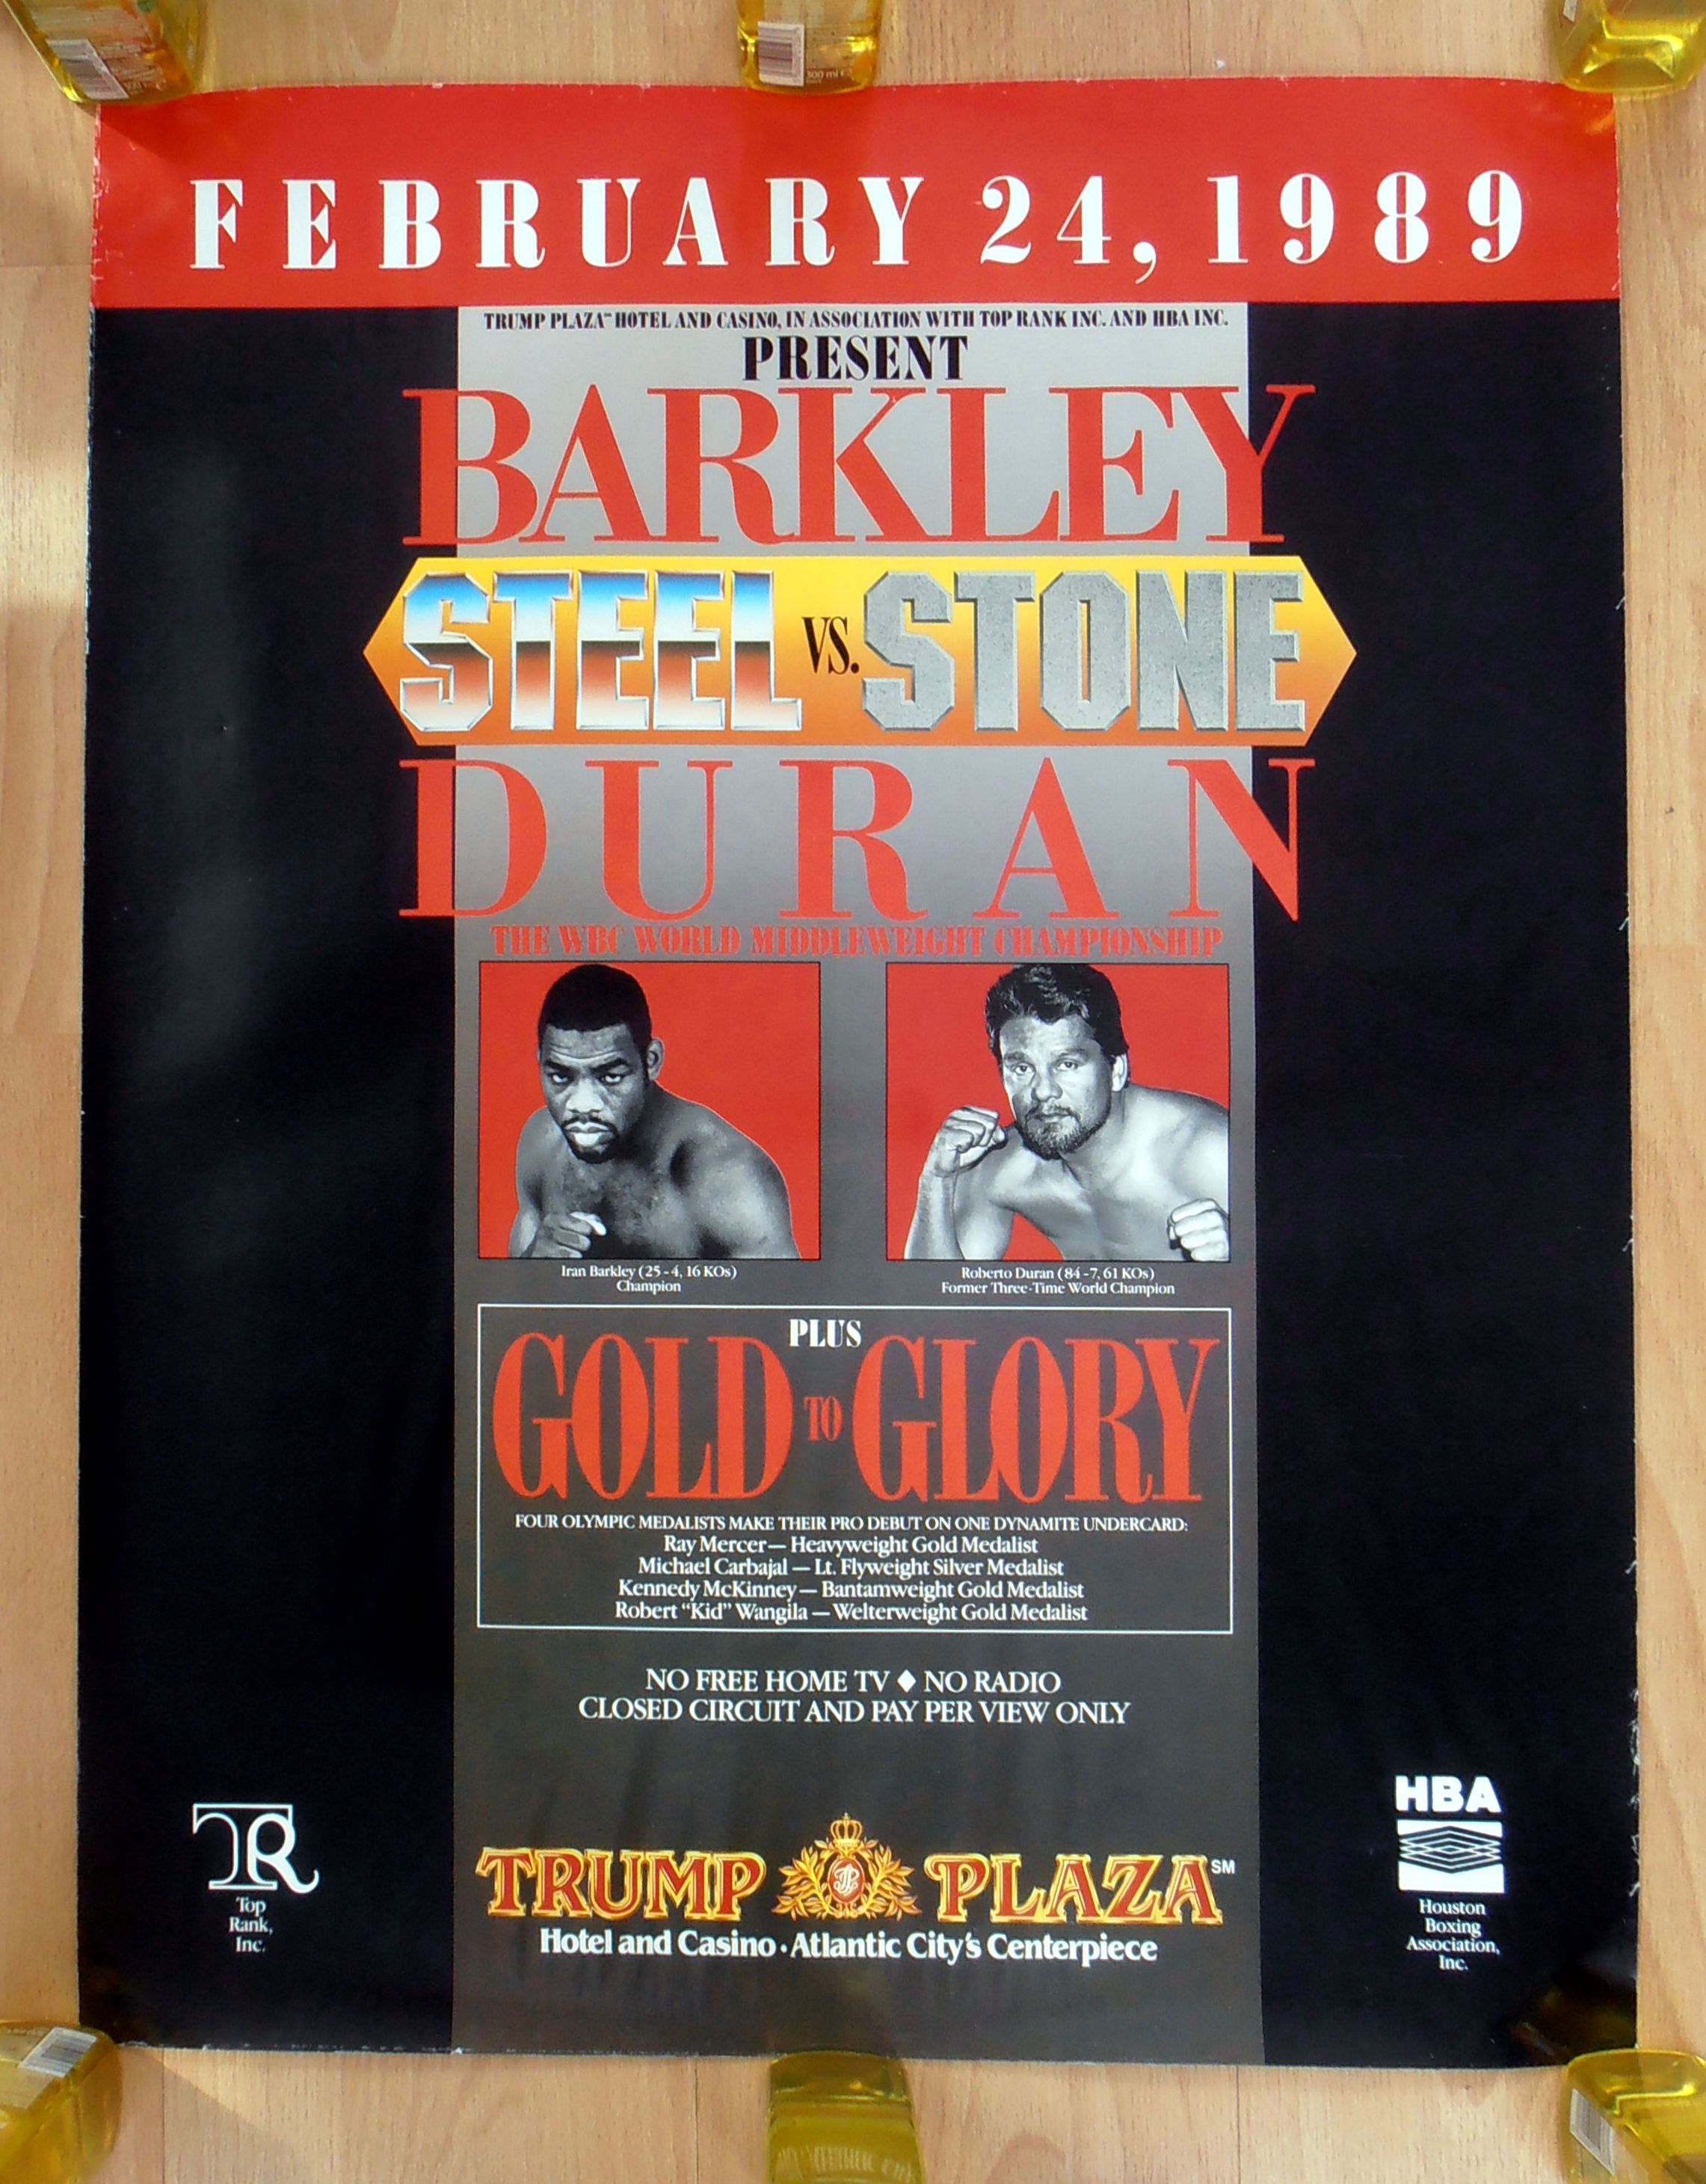 FEBRUARY 24, 1989
TRUMP PLAZA℠ HOTEL AND CASINO, IN ASSOCIATION WITH TOP RANK INC. AND HBA INC.
PRESENT
BARKLEY
STEEL VS. STONE
DURAN
THE WBC WORLD MIDDLEWEIGHT CHAMPIONSHIP
Iran Barkley (25-4, 16 KOs)
Champion
Roberto Duran (84-7, 61 KOs)
Former Three-Time World Champion
PLUS
GOLD TO GLORY
FOUR OLYMPIC MEDALISTS MAKE THEIR PRO DEBUT ON ONE DYNAMITE UNDERCARD:
Ray Mercer — Heavyweight Gold Medalist
Michael Carbajal — Lt. Flyweight Silver Medalist
Kennedy McKinney — Bantamweight Gold Medalist
Robert “Kid” Wangila — Welterweight Gold Medalist
NO FREE HOME TV ◆ NO RADIO
CLOSED CIRCUIT AND PAY PER VIEW ONLY
TR
Top
Rank,
Inc.
TRUMP PLAZA℠
Hotel and Casino • Atlantic City's Centerpiece
HBA
Houston
Boxing
Association,
Inc.